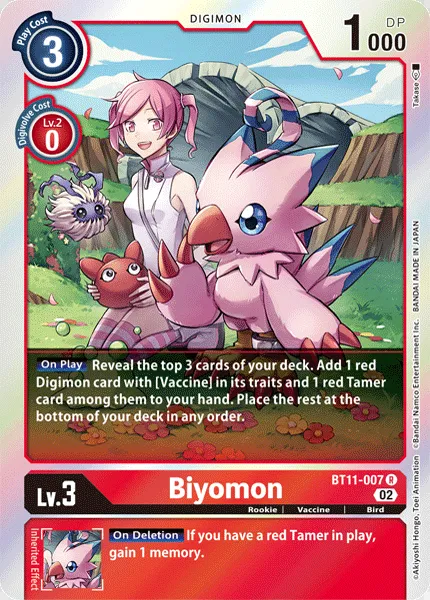 Play Cost
3
DIGIMON
DP
1000
Digivolve Cost
Lv.2
0
Takase
On Play Reveal the top 3 cards of your deck. Add 1 red
Digimon card with [Vaccine] in its traits and 1 red Tamer
card among them to your hand. Place the rest at the
bottom of your deck in any order.
©Akiyoshi Hongo, Toei Animation ©Bandai Namco Entertainment Inc. BANDAI MADE IN JAPAN
Lv.3
Biyomon
BT11-007 R
02
Rookie | Vaccine | Bird
Inherited Effect
On Deletion If you have a red Tamer in play,
gain 1 memory.